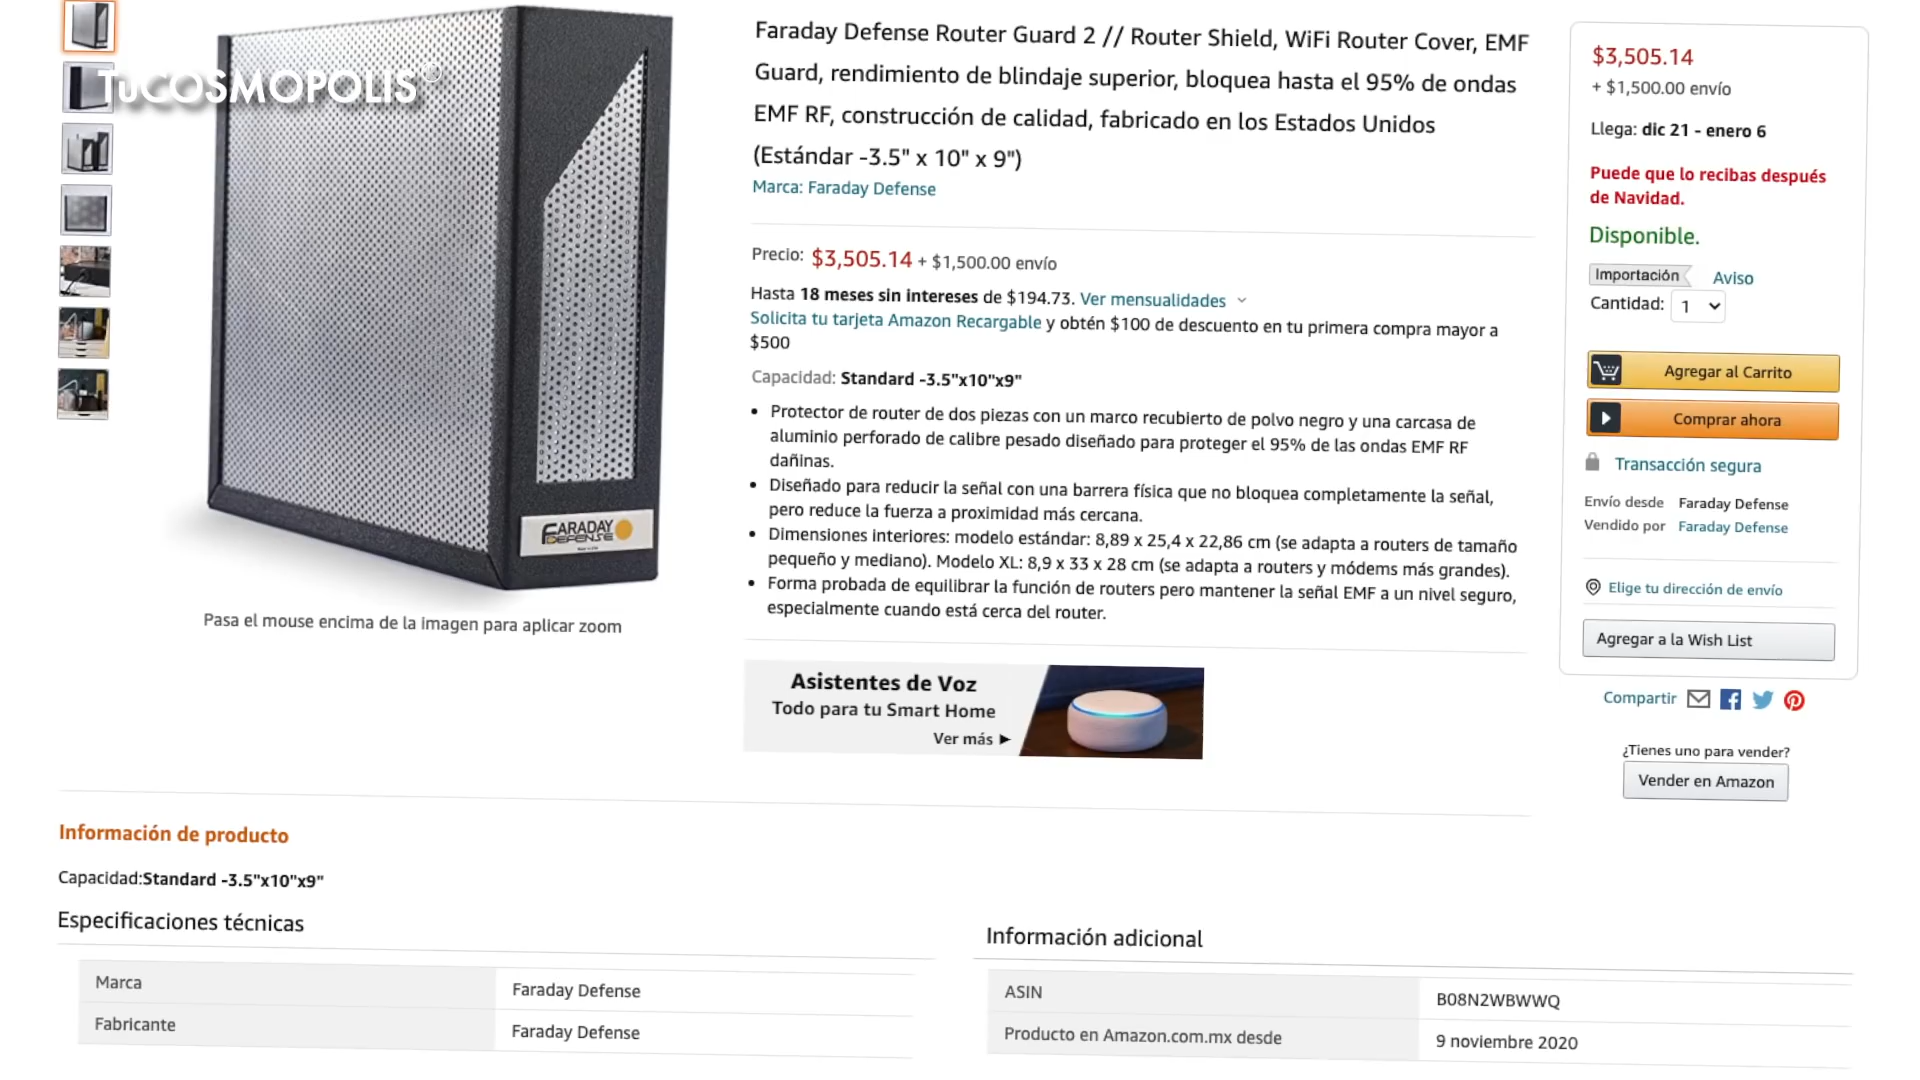 TuCOSMOPOLIS®
FARADAY
DEFENSE
Pasa el mouse encima de la imagen para aplicar zoom
Faraday Defense Router Guard 2 // Router Shield, WiFi Router Cover, EMF
Guard, rendimiento de blindaje superior, bloquea hasta el 95% de ondas
EMF RF, construcción de calidad, fabricado en los Estados Unidos
(Estándar -3.5" x 10" x 9")
Marca: Faraday Defense
Precio: $3,505.14 + $1,500.00 envío
Hasta 18 meses sin intereses de $194.73. Ver mensualidades
Solicita tu tarjeta Amazon Recargable y obtén $100 de descuento en tu primera compra mayor a
$500
Capacidad: Standard -3.5"x10"x9"
• Protector de router de dos piezas con un marco recubierto de polvo negro y una carcasa de
aluminio perforado de calibre pesado diseñado para proteger el 95% de las ondas EMF RF
dañinas.
• Diseñado para reducir la señal con una barrera física que no bloquea completamente la señal,
pero reduce la fuerza a proximidad más cercana.
• Dimensiones interiores: modelo estándar: 8,89 x 25,4 x 22,86 cm (se adapta a routers de tamaño
pequeño y mediano). Modelo XL: 8,9 x 33 x 28 cm (se adapta a routers y módems más grandes).
• Forma probada de equilibrar la función de routers pero mantener la señal EMF a un nivel seguro,
especialmente cuando está cerca del router.
Asistentes de Voz
Todo para tu Smart Home
Ver más ►
$3,505.14
+ $1,500.00 envío
Llega: dic 21 - enero 6
Puede que lo recibas después
de Navidad.
Disponible.
Importación Aviso
Cantidad: 1
Agregar al Carrito
Comprar ahora
Transacción segura
Envío desde Faraday Defense
Vendido por Faraday Defense
Elige tu dirección de envío
Agregar a la Wish List
Compartir
¿Tienes uno para vender?
Vender en Amazon
Información de producto
Capacidad:Standard -3.5"x10"x9"
Especificaciones técnicas
Marca Faraday Defense
Fabricante Faraday Defense
Información adicional
ASIN B08N2WBWWQ
Producto en Amazon.com.mx desde 9 noviembre 2020